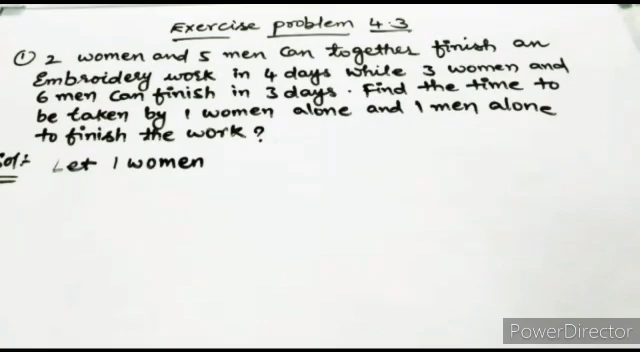 Exercise problem 4.3
① 2 women and 5 men can together finish an
Embroidery work in 4 days while 3 women and
6 men can finish in 3 days. Find the time to
be taken by 1 women alone and 1 men alone
to finish the work?
Sol:- Let 1 women
PowerDirector